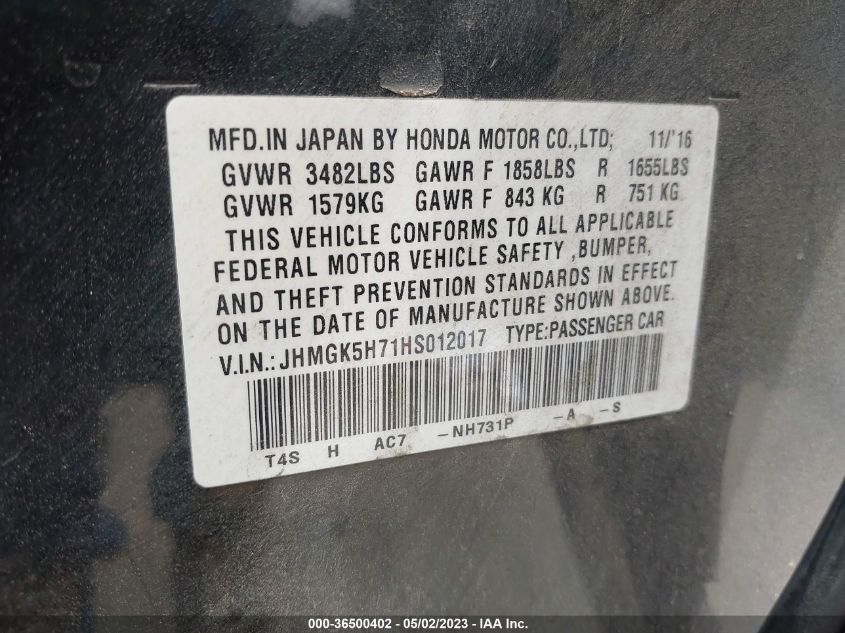 MFD.IN JAPAN BY HONDA MOTOR CO.,LTD; 11/'16
GVWR 3482LBS GAWR F 1858LBS R 1655LBS
GVWR 1579KG GAWR F 843 KG R 751 KG
THIS VEHICLE CONFORMS TO ALL APPLICABLE
FEDERAL MOTOR VEHICLE SAFETY ,BUMPER,
AND THEFT PREVENTION STANDARDS IN EFFECT
ON THE DATE OF MANUFACTURE SHOWN ABOVE.
V.I.N.: JHMGK5H71HS012017 TYPE:PASSENGER CAR
T4S H AC7 -NH731P -A -S
000-36500402 - 05/02/2023 - IAA Inc.